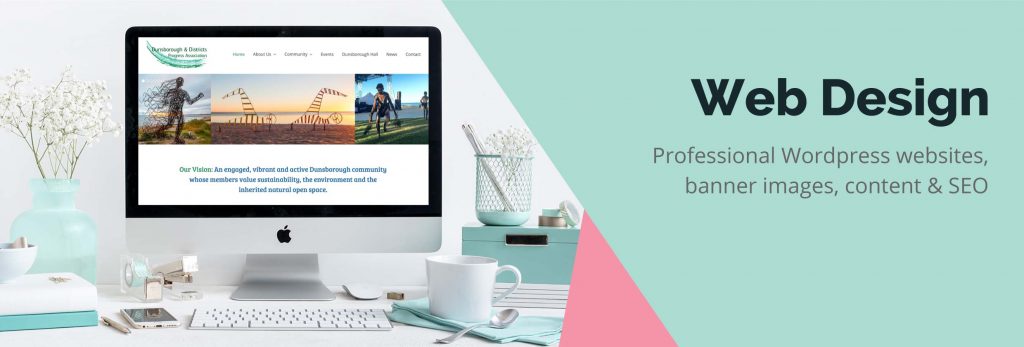 Dunsborough & Districts
Progress Association
Home About Us Community Events Dunsborough Hall News Contact
Our Vision: An engaged, vibrant and active Dunsborough community
whose members value sustainability, the environment and the
inherited natural open space.
Web Design
Professional Wordpress websites,
banner images, content & SEO